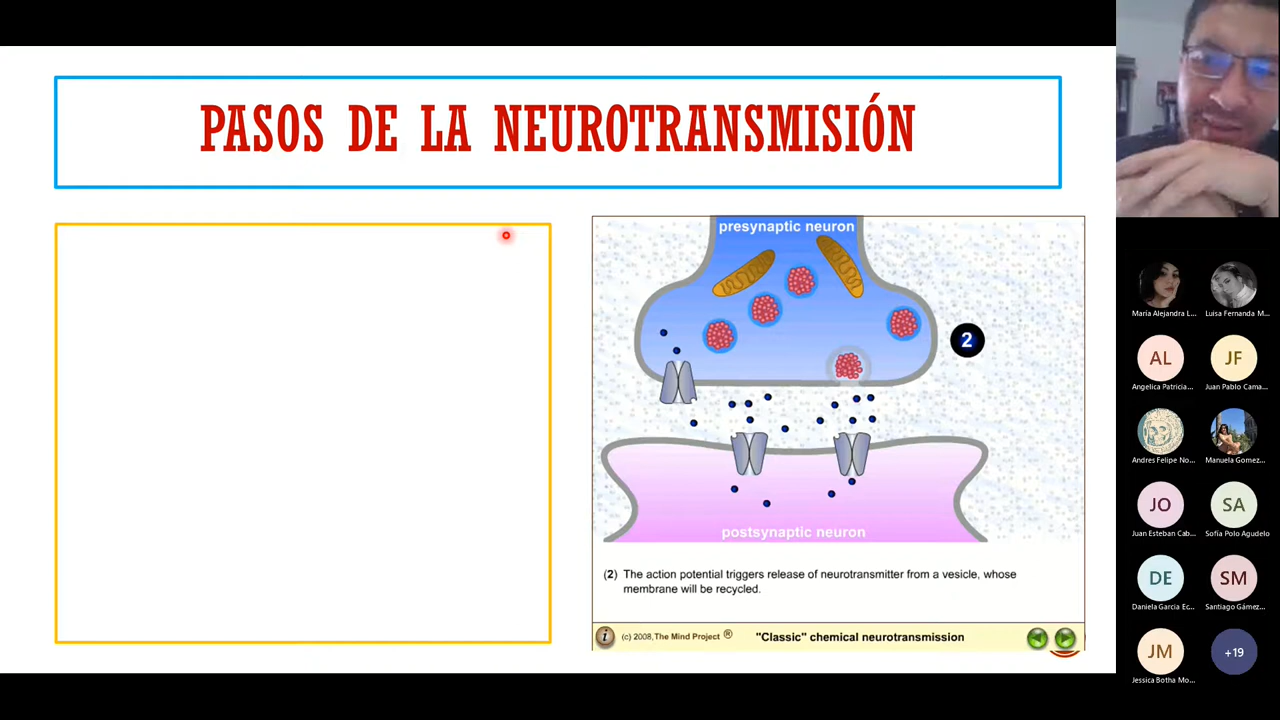 PASOS DE LA NEUROTRANSMISIÓN
presynaptic neuron
2
postsynaptic neuron
(2) The action potential triggers release of neurotransmitter from a vesicle, whose
membrane will be recycled.
i (c) 2008,The Mind Project ® "Classic" chemical neurotransmission
María Alejandra L... Luisa Fernanda M...
AL JF
Angelica Patricia... Juan Pablo Cama...
Andres Felipe No... Manuela Gomez...
JO SA
Juan Esteban Cab... Sofía Polo Agudelo
DE SM
Daniela Garcia Ec... Santiago Gámez...
JM +19
Jessica Botha Mo...